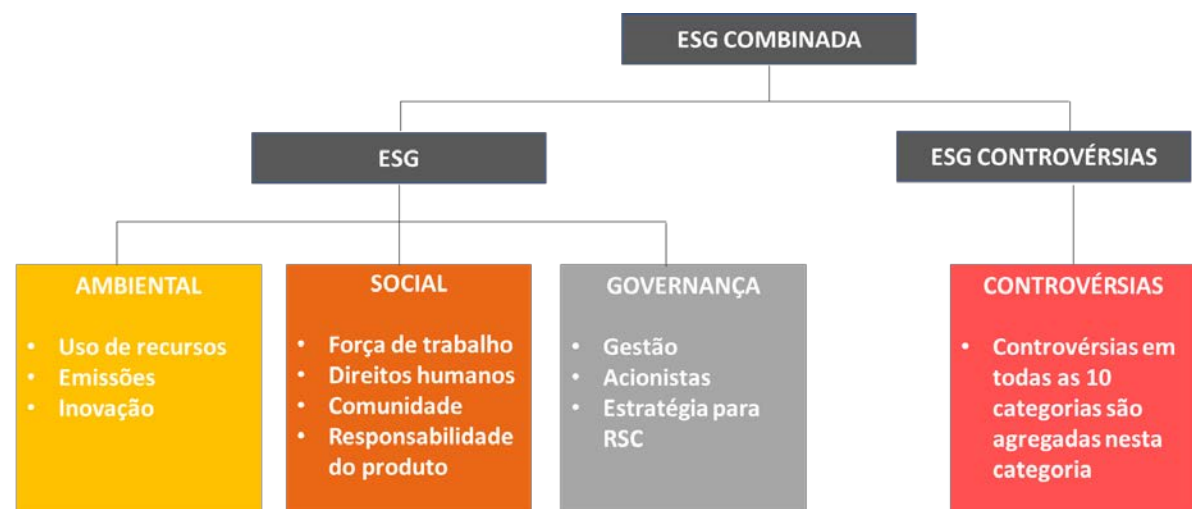 ESG COMBINADA
ESG
ESG CONTROVÉRSIAS
AMBIENTAL
• Uso de recursos
• Emissões
• Inovação
SOCIAL
• Força de trabalho
• Direitos humanos
• Comunidade
• Responsabilidade
do produto
GOVERNANÇA
• Gestão
• Acionistas
• Estratégia para
RSC
CONTROVÉRSIAS
• Controvérsias em
todas as 10
categorias são
agregadas nesta
categoria